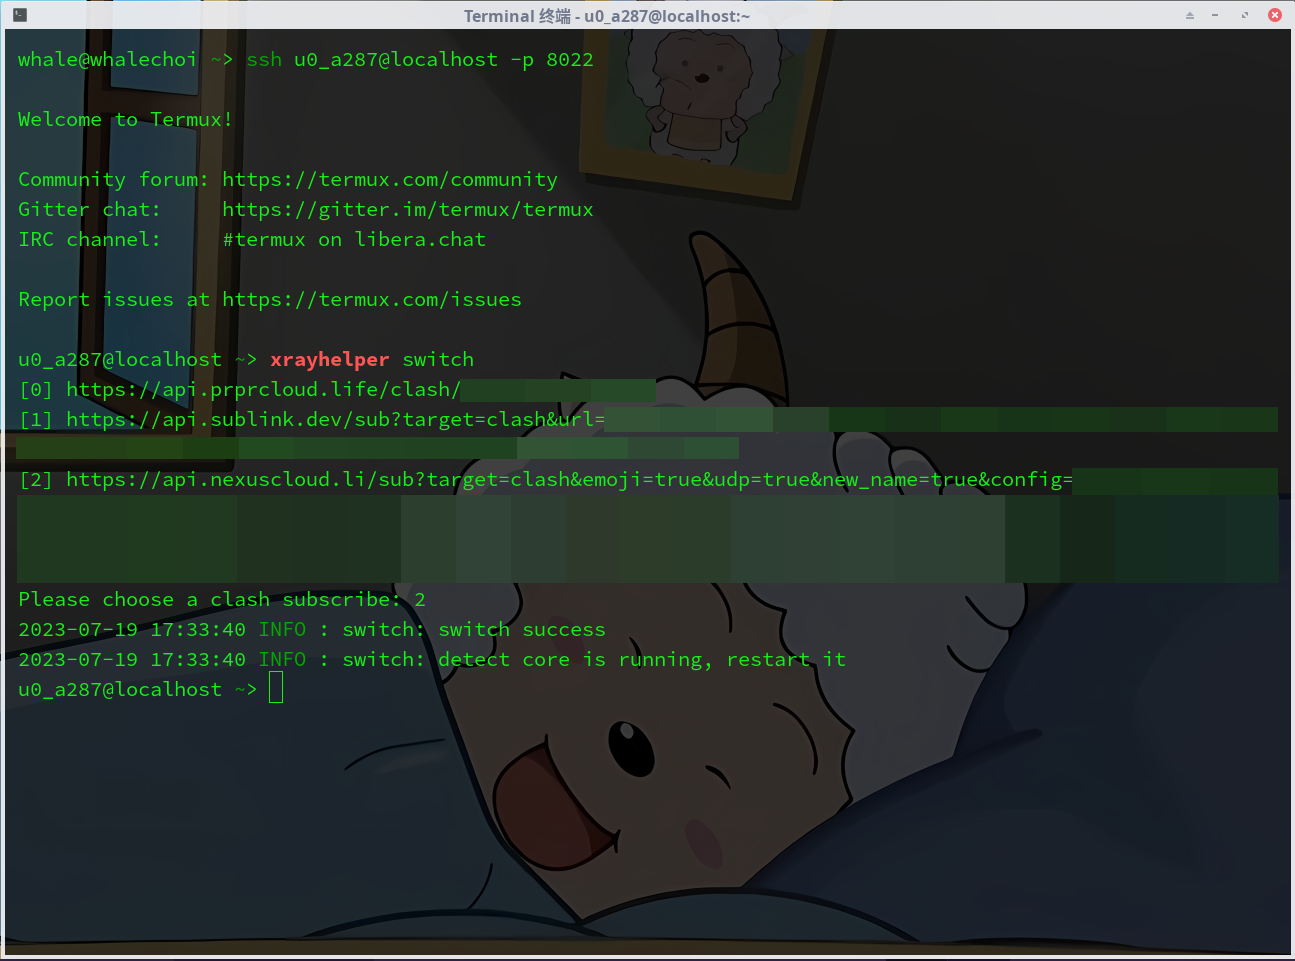 Terminal 终端 - u0_a287@localhost:~
whale@whalechoi ~> ssh u0_a287@localhost -p 8022
Welcome to Termux!
Community forum: https://termux.com/community
Gitter chat:     https://gitter.im/termux/termux
IRC channel:     #termux on libera.chat
Report issues at https://termux.com/issues
u0_a287@localhost ~> xrayhelper switch
[0] https://api.prprcloud.life/clash/
[1] https://api.sublink.dev/sub?target=clash&url=
[2] https://api.nexuscloud.li/sub?target=clash&emoji=true&udp=true&new_name=true&config=
Please choose a clash subscribe: 2
2023-07-19 17:33:40 INFO : switch: switch success
2023-07-19 17:33:40 INFO : switch: detect core is running, restart it
u0_a287@localhost ~>